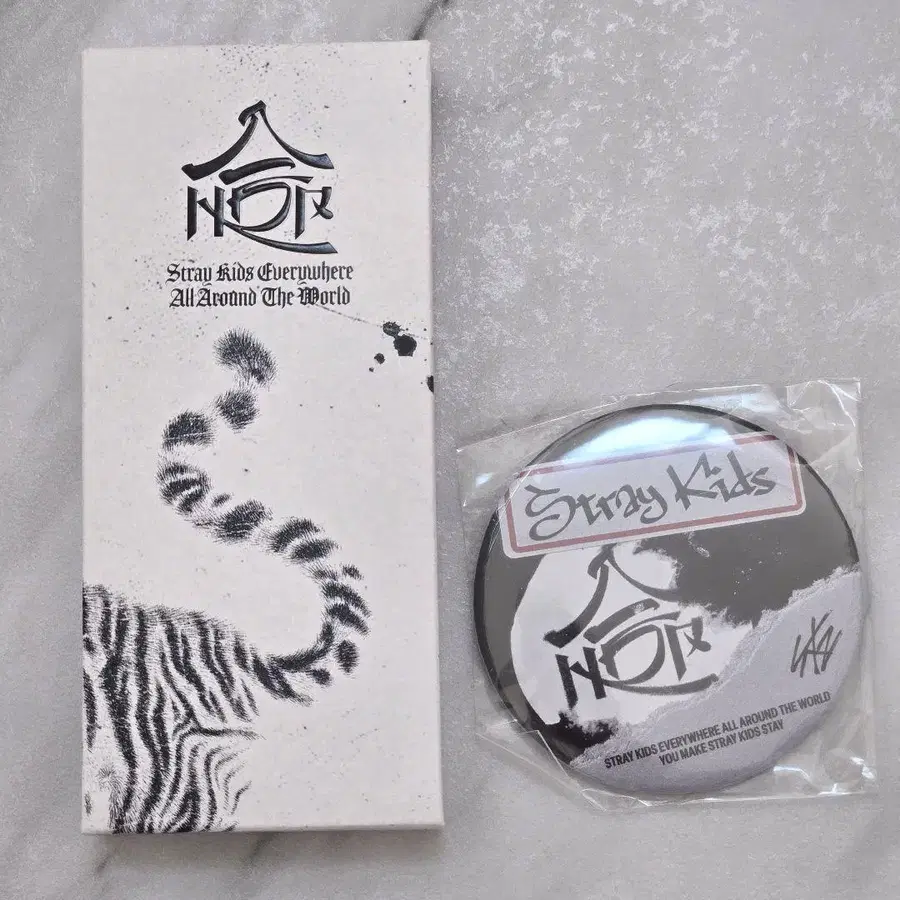 Stray Kids Everywhere
All Around The World
Stray Kids
SKZ
STRAY KIDS EVERYWHERE ALL AROUND THE WORLD
YOU MAKE STRAY KIDS STAY